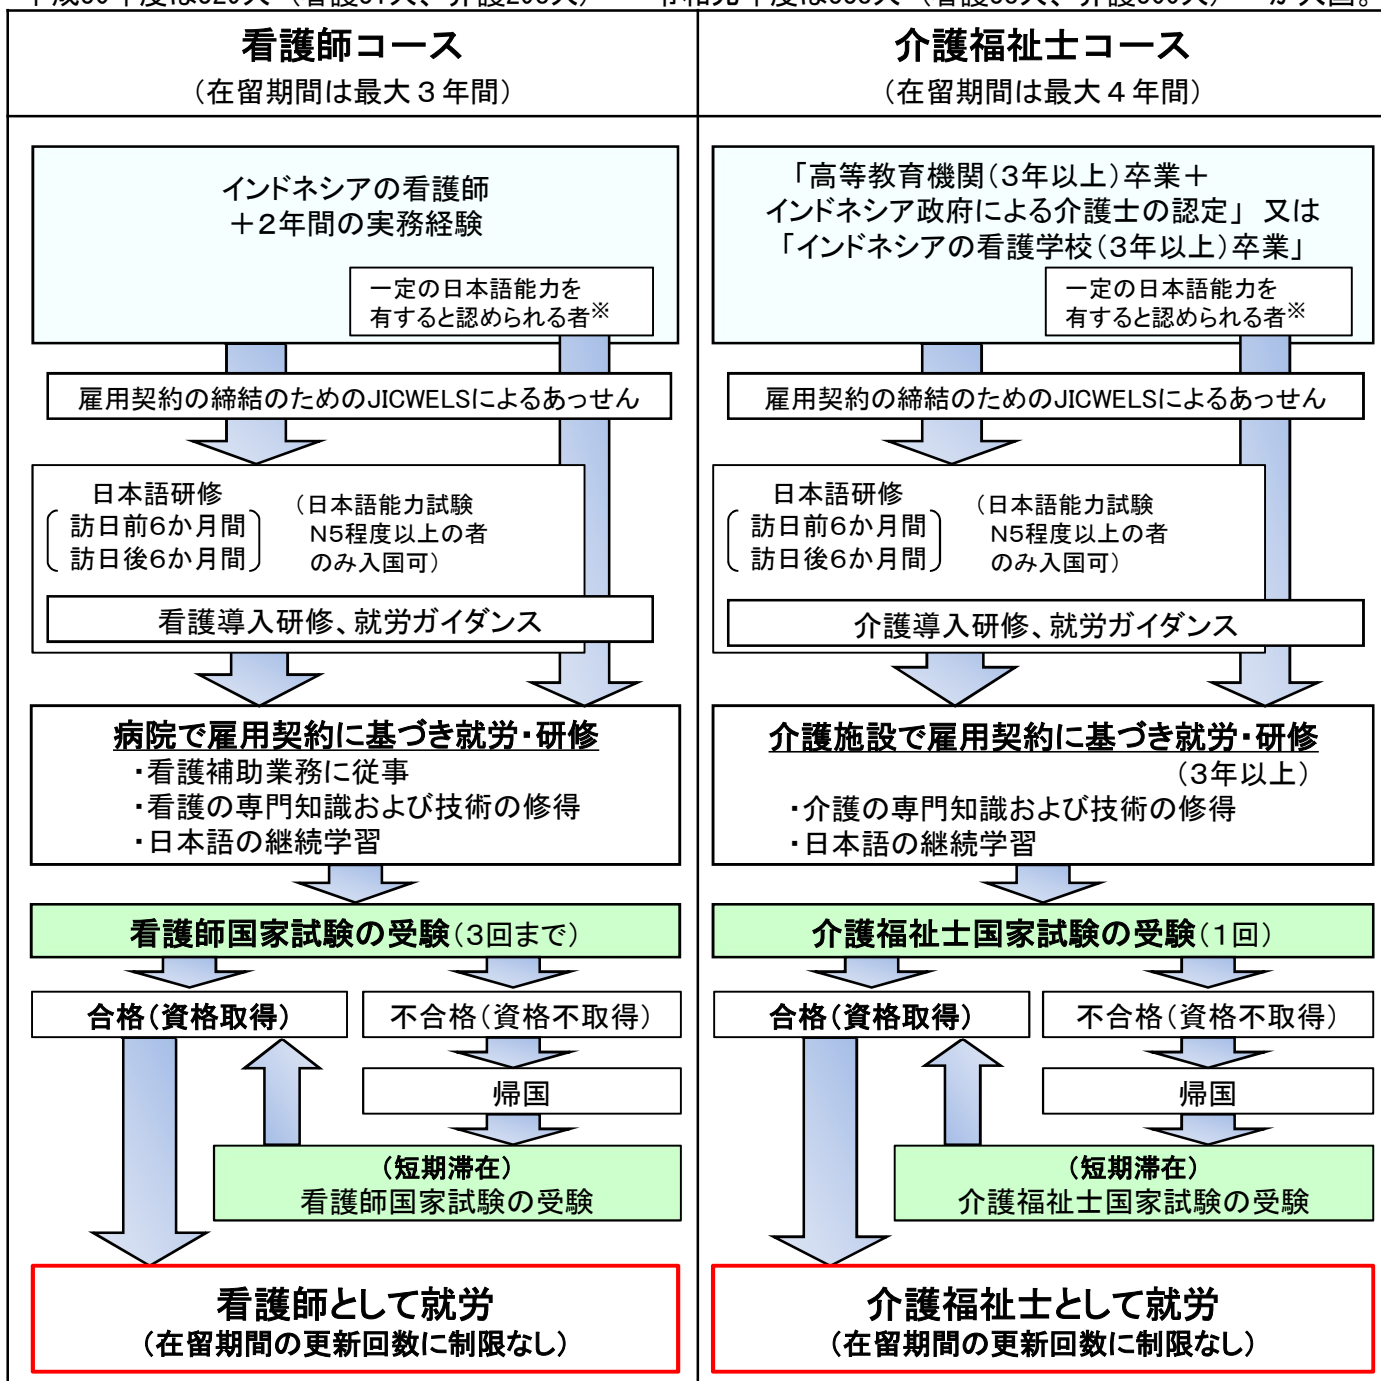 看護師コース
（在留期間は最大３年間）
インドネシアの看護師
＋2年間の実務経験
一定の日本語能力を
有すると認められる者※
雇用契約の締結のためのJICWELSによるあっせん
日本語研修
訪日前6か月間
訪日後6か月間
（日本語能力試験
N5程度以上の者
のみ入国可）
看護導入研修、就労ガイダンス
病院で雇用契約に基づき就労・研修
・看護補助業務に従事
・看護の専門知識および技術の修得
・日本語の継続学習
看護師国家試験の受験（3回まで）
合格（資格取得）
不合格（資格不取得）
帰国
（短期滞在）
看護師国家試験の受験
看護師として就労
（在留期間の更新回数に制限なし）
介護福祉士コース
（在留期間は最大４年間）
「高等教育機関（3年以上）卒業＋
インドネシア政府による介護士の認定」 又は
「インドネシアの看護学校（3年以上）卒業」
一定の日本語能力を
有すると認められる者※
雇用契約の締結のためのJICWELSによるあっせん
日本語研修
訪日前6か月間
訪日後6か月間
（日本語能力試験
N5程度以上の者
のみ入国可）
介護導入研修、就労ガイダンス
介護施設で雇用契約に基づき就労・研修
（3年以上）
・介護の専門知識および技術の修得
・日本語の継続学習
介護福祉士国家試験の受験（1回）
合格（資格取得）
不合格（資格不取得）
帰国
（短期滞在）
介護福祉士国家試験の受験
介護福祉士として就労
（在留期間の更新回数に制限なし）